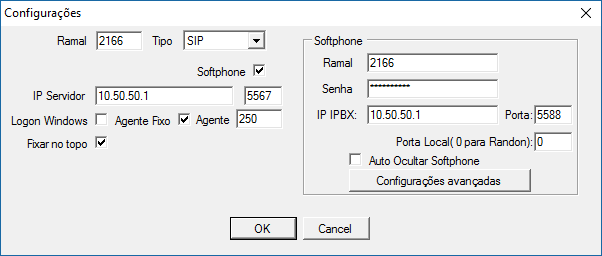 Configurações
Ramal 2166 Tipo SIP
Softphone
IP Servidor 10.50.50.1 5567
Logon Windows Agente Fixo Agente 250
Fixar no topo
Softphone
Ramal 2166
Senha **********
IP IPBX: 10.50.50.1 Porta: 5588
Porta Local( 0 para Randon): 0
Auto Ocultar Softphone
Configurações avançadas
OK Cancel